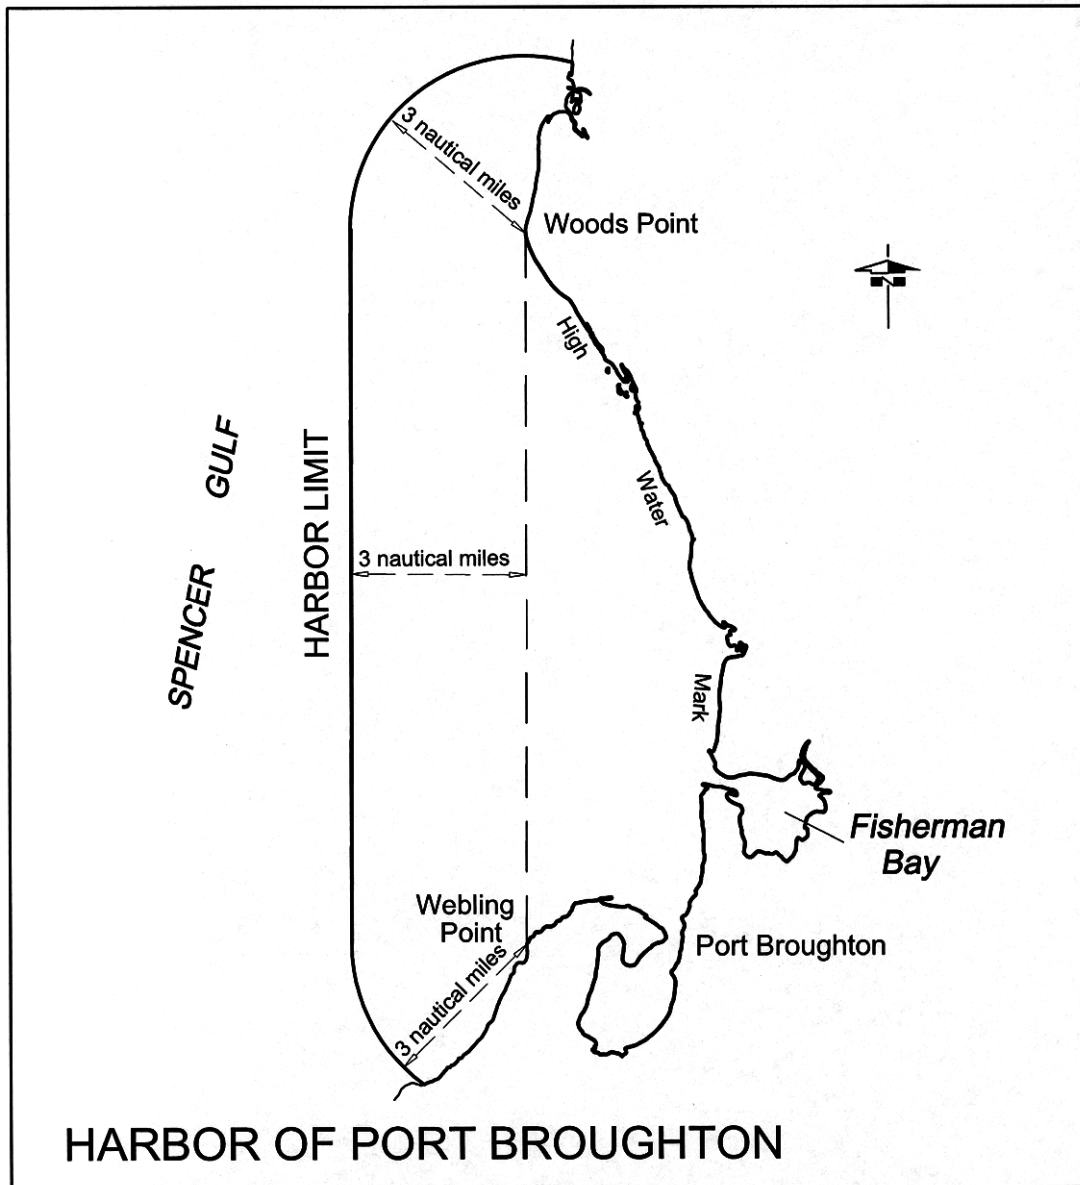 3 nautical miles
Woods Point
N
High
Water
Mark
SPENCER GULF
HARBOR LIMIT
3 nautical miles
Fisherman
Bay
Webling
Point
Port Broughton
3 nautical miles
HARBOR OF PORT BROUGHTON